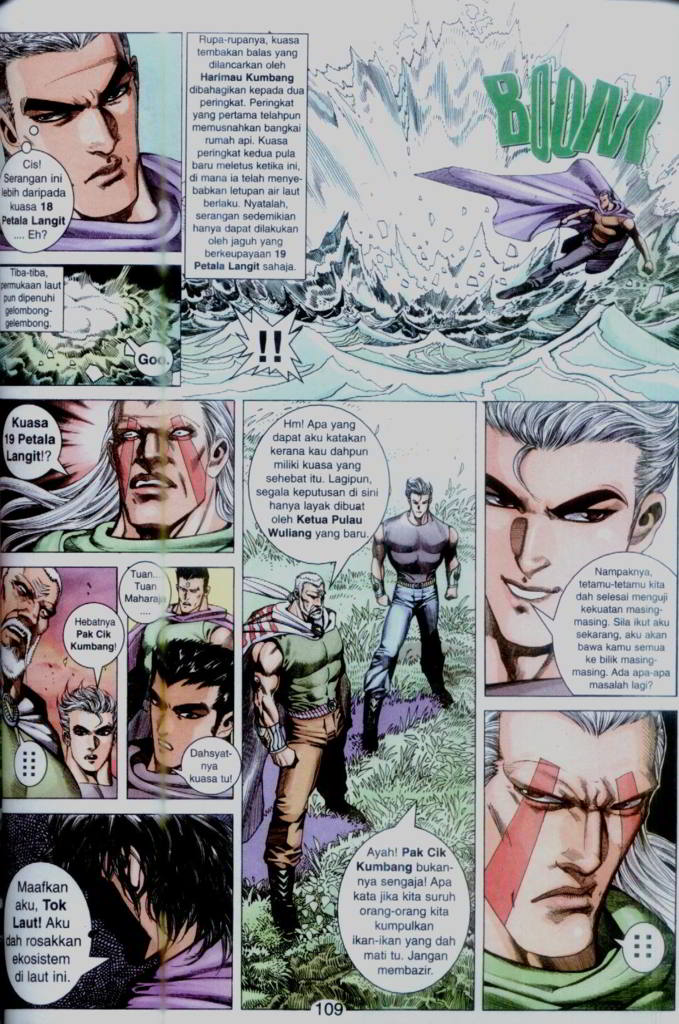 Cis!
Serangan ini
lebih daripada
kuasa 18
Petala Langit
.... Eh?
Rupa-rupanya, kuasa
tembakan balas yang
dilancarkan oleh
Harimau Kumbang
dibahagikan kepada dua
peringkat. Peringkat
yang pertama telahpun
memusnahkan bangkai
rumah api. Kuasa
peringkat kedua pula
baru meletus ketika ini,
di mana ia telah menye-
babkan letupan air laut
berlaku. Nyatalah,
serangan sedemikian
hanya dapat dilakukan
oleh jaguh yang
berkeupayaan 19
Petala Langit sahaja.
BOOM
Tiba-tiba,
permukaan laut
pun dipenuhi
gelombong-
gelembong.
Goo.
!!
Kuasa
19 Petala
Langit!?
Hebatnya
Pak Cik
Kumbang!
Tuan...
Tuan
Maharaja
....
Dahsyat-
nya
kuasa tu!
Maafkan
aku, Tok
Laut! Aku
dah rosakkan
ekosistem
di laut ini.
Hm! Apa yang
dapat aku katakan
kerana kau dahpun
miliki kuasa yang
sehebat itu. Lagipun,
segala keputusan di sini
hanya layak dibuat
oleh Ketua Pulau
Wuliang yang baru.
Ayah! Pak Cik
Kumbang bukan-
nya sengaja! Apa
kata jika kita suruh
orang-orang kita
kumpulkan
ikan-ikan yang dah
mati tu. Jangan
membazir.
Nampaknya,
tetamu-tetamu kita
dah selesai menguji
kekuatan masing-
masing. Sila ikut aku
sekarang, aku akan
bawa kamu semua
ke bilik masing-
masing. Ada apa-apa
masalah lagi?
109